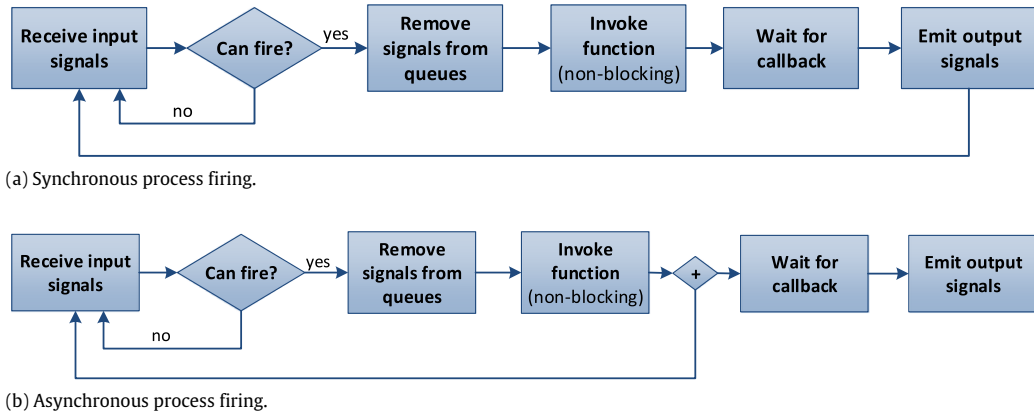 Receive input
signals
Can fire?
yes
no
Remove
signals from
queues
Invoke
function
(non-blocking)
Wait for
callback
Emit output
signals
(a) Synchronous process firing.
Receive input
signals
Can fire?
yes
no
Remove
signals from
queues
Invoke
function
(non-blocking)
+
Wait for
callback
Emit output
signals
(b) Asynchronous process firing.